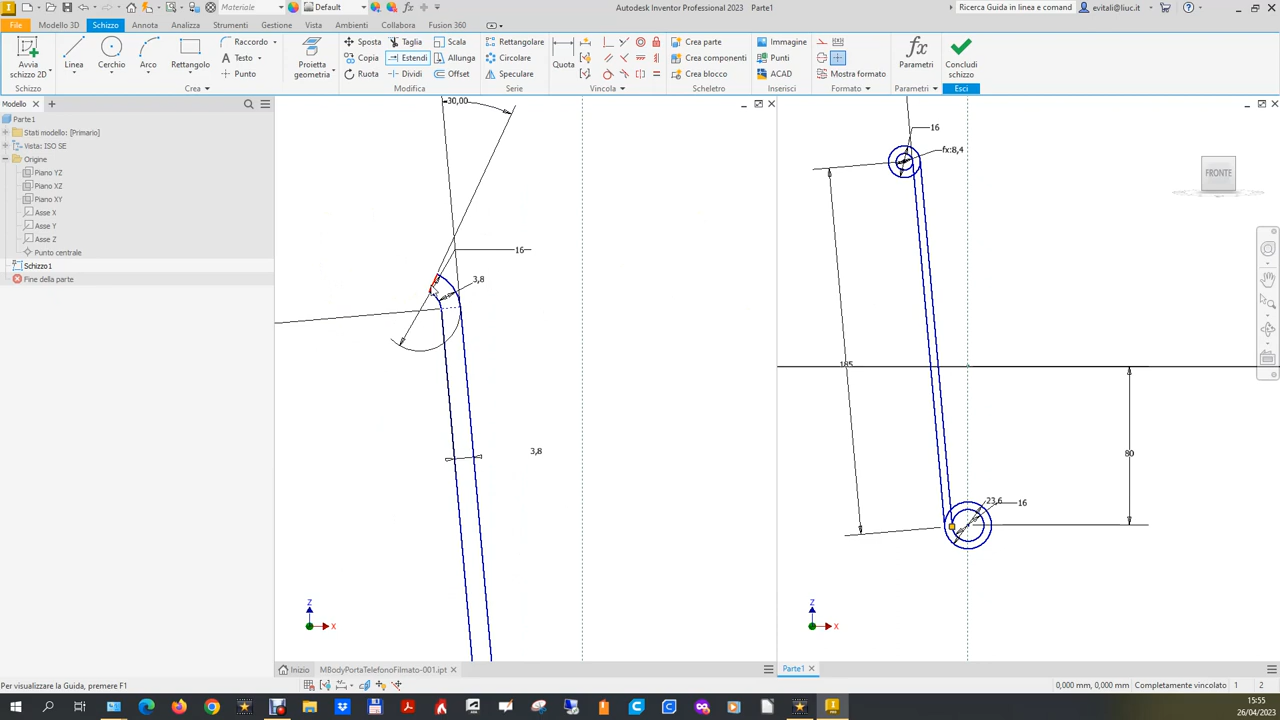 Materiale
Default
Autodesk Inventor Professional 2023   Parte1
Ricerca Guida in linea e comand
evitali@liuc.it
File
Modello 3D
Schizzo
Annota
Analizza
Strumenti
Gestione
Vista
Ambienti
Collabora
Fusion 360
Avvia
schizzo 2D
Linea
Cerchio
Arco
Rettangolo
Raccordo
Testo
Punto
Proietta
geometria
Sposta
Copia
Ruota
Taglia
Estendi
Dividi
Scala
Allunga
Offset
Rettangolare
Circolare
Speculare
Quota
Crea parte
Crea componenti
Crea blocco
Immagine
Punti
ACAD
Mostra formato
Parametri
Concludi
schizzo
Schizzo
Crea
Modifica
Serie
Vincola
Scheletro
Inserisci
Formato
Parametri
Esci
Modello
Parte1
Stati modello: [Primario]
Vista: ISO SE
Origine
Piano YZ
Piano XZ
Piano XY
Asse X
Asse Y
Asse Z
Punto centrale
Schizzo1
Fine della parte
30,00
16
3,8
3,8
Z
X
16
fx:8,4
185
80
23,6
16
FRONTE
Z
X
Inizio
MBodyPortaTelefonoFilmato-001.ipt
Parte1
Per visualizzare la Guida, premere F1
0,000 mm, 0,000 mm
Completamente vincolato
1
2
15:55
26/04/2023